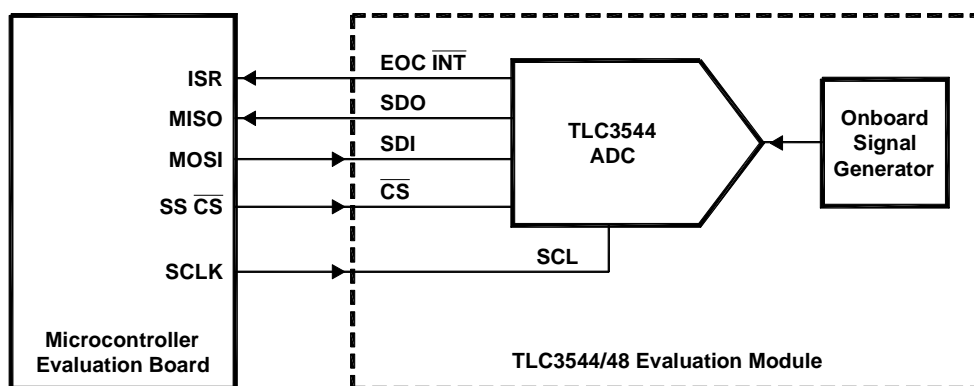 EOC INT
ISR
SDO
MISO
SDI
MOSI
CS
SS CS
SCL
SCLK
TLC3544
ADC
Onboard
Signal
Generator
Microcontroller
Evaluation Board
TLC3544/48 Evaluation Module